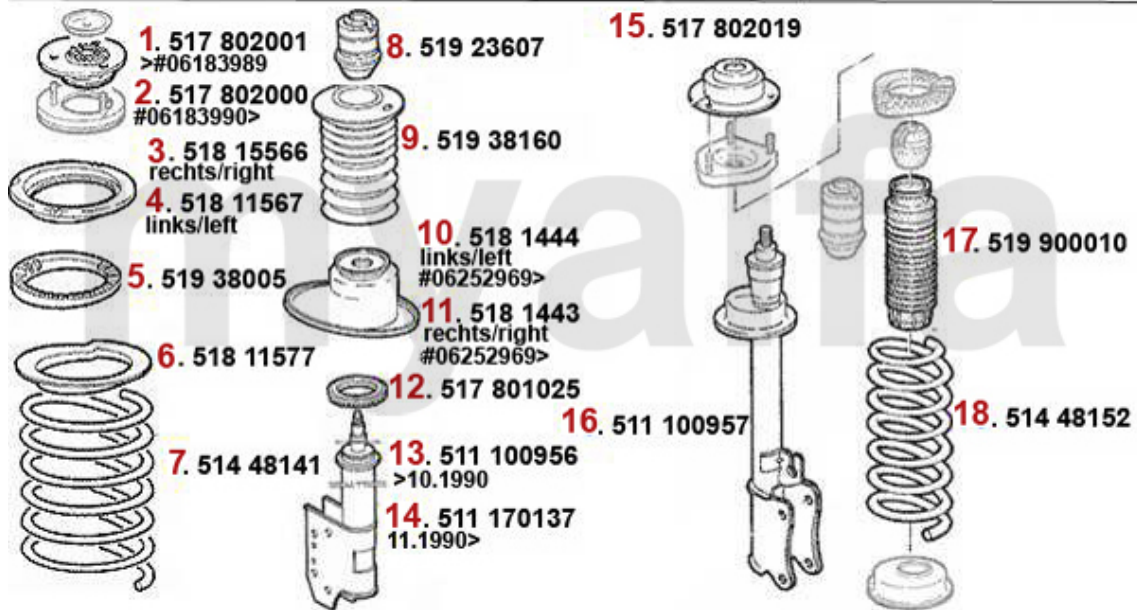 1. 517 802001
>#06183989
2. 517 802000
#06183990>
3. 518 15566
rechts/right
4. 518 11567
links/left
5. 519 38005
6. 518 11577
7. 514 48141
8. 519 23607
9. 519 38160
10. 518 1444
links/left
#06252969>
11. 518 1443
rechts/right
#06252969>
12. 517 801025
13. 511 100956
>10.1990
14. 511 170137
11.1990>
15. 517 802019
16. 511 100957
17. 519 900010
18. 514 48152
myalfa